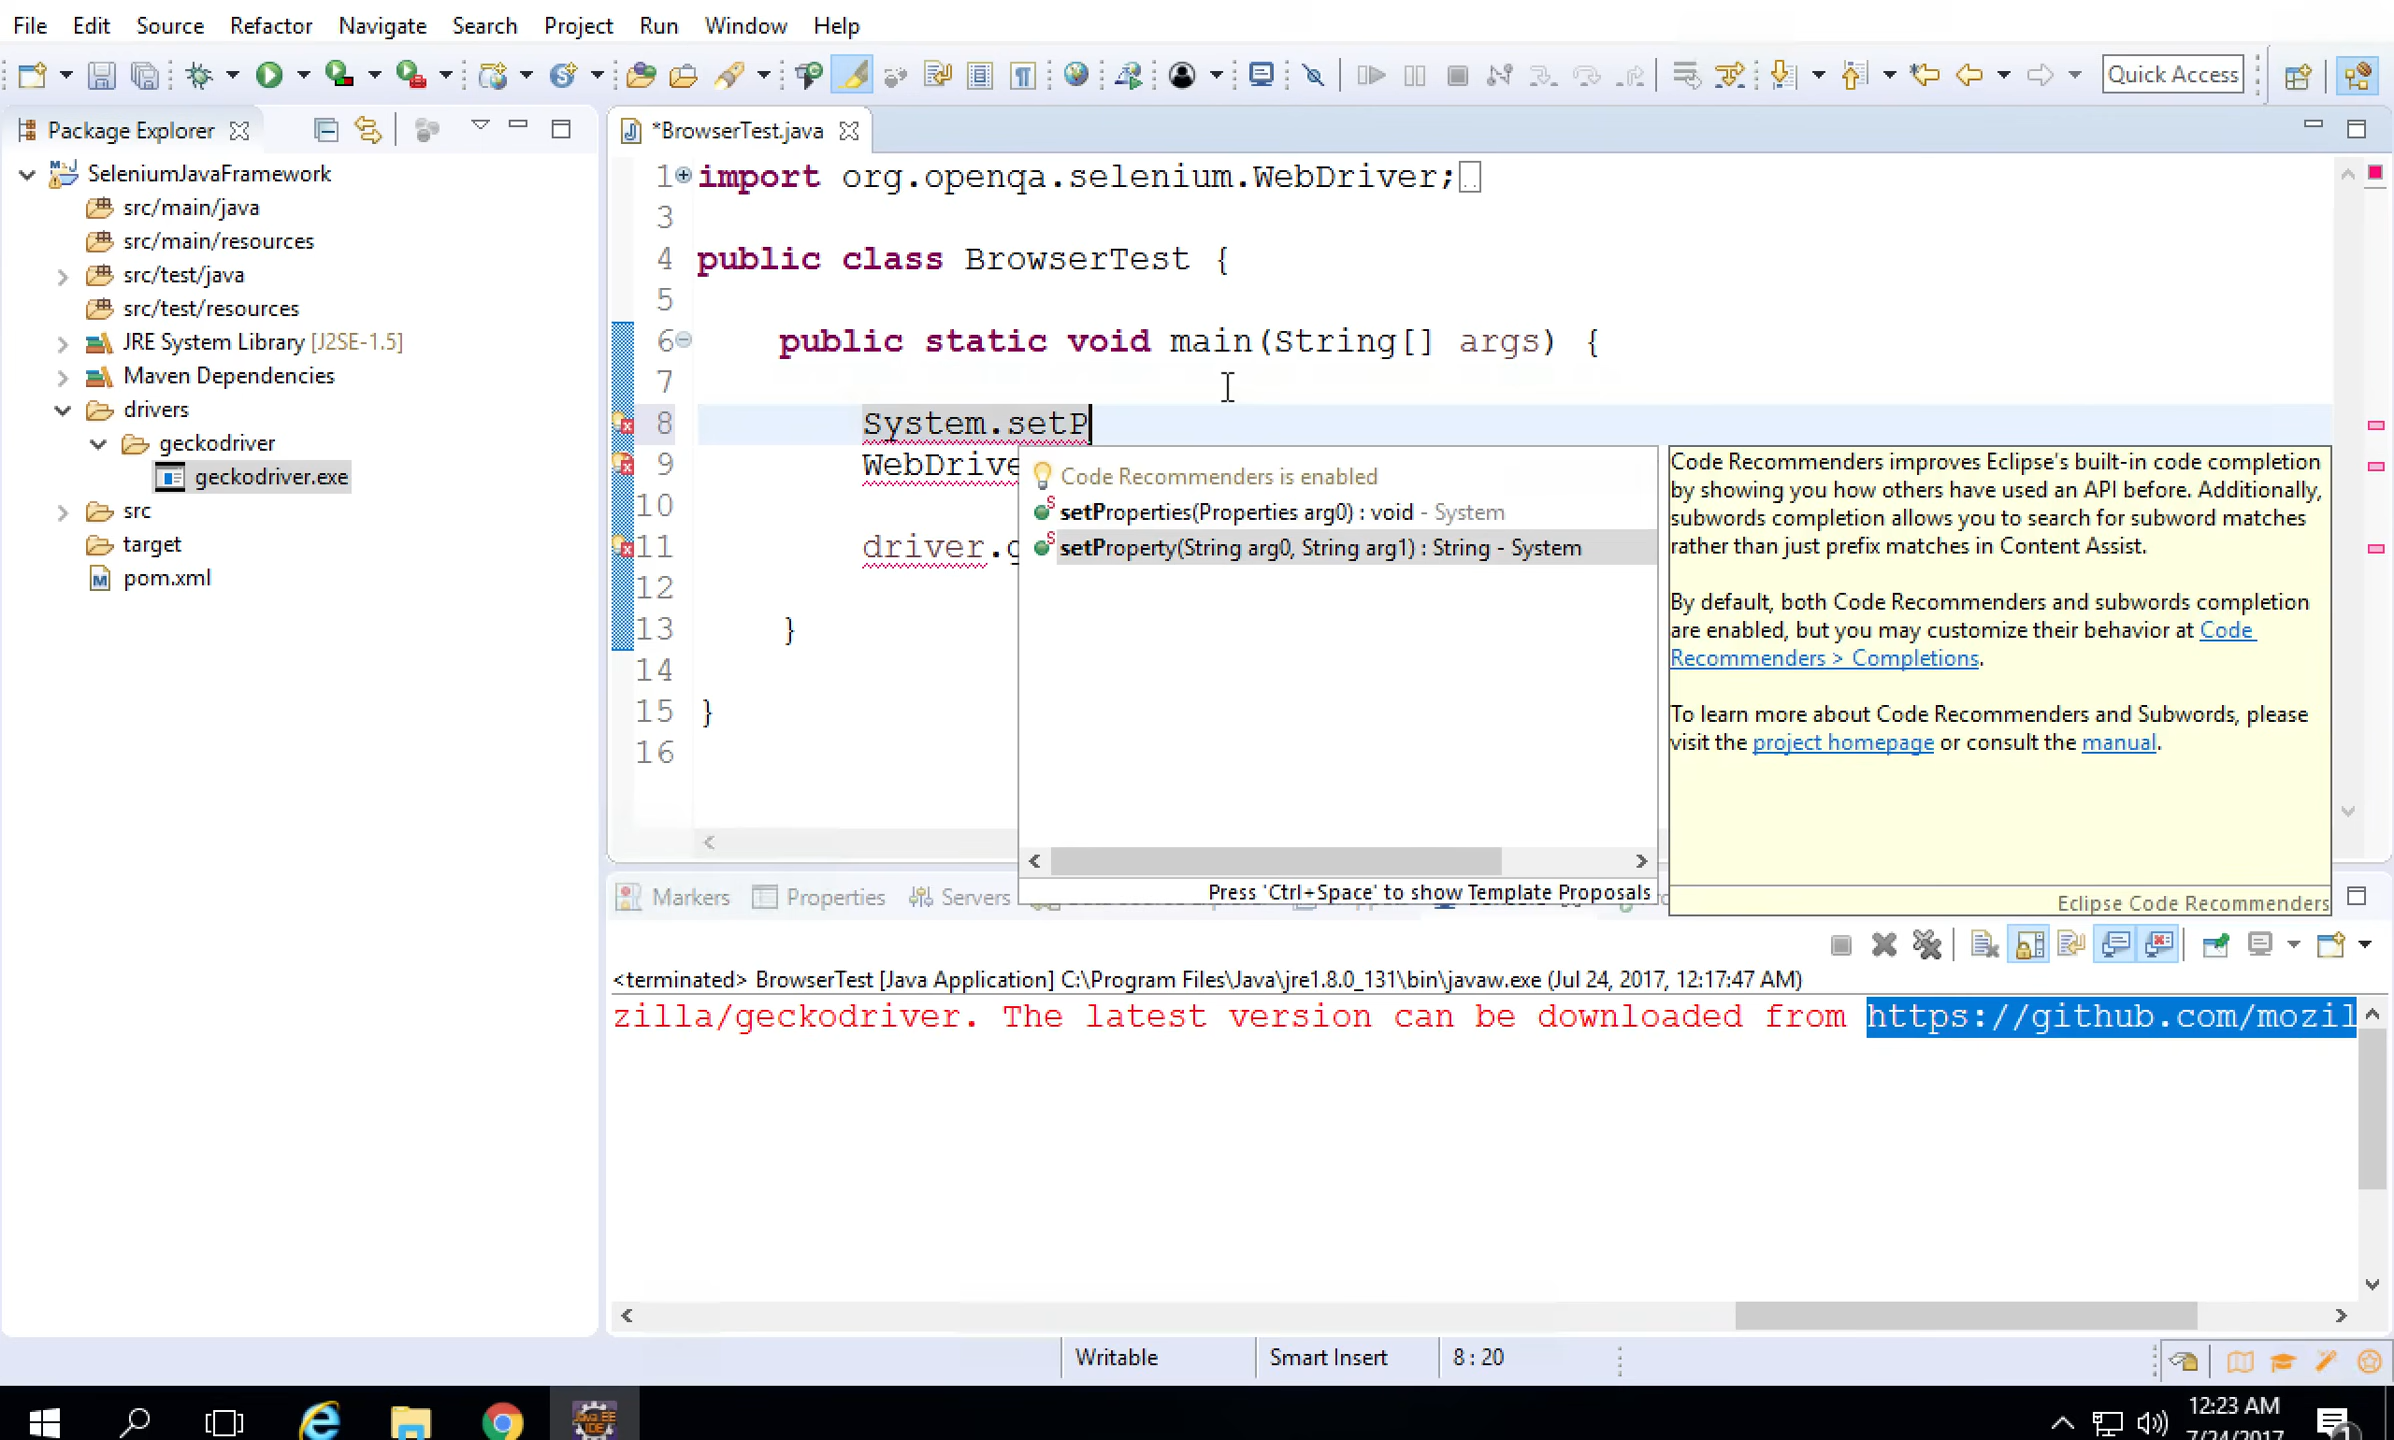 File Edit Source Refactor Navigate Search Project Run Window Help
Quick Access
Package Explorer
*BrowserTest.java
SeleniumJavaFramework
src/main/java
src/main/resources
src/test/java
src/test/resources
JRE System Library [J2SE-1.5]
Maven Dependencies
drivers
geckodriver
geckodriver.exe
src
target
pom.xml
1 import org.openqa.selenium.WebDriver;
3
4 public class BrowserTest {
5
6 public static void main(String[] args) {
7
8 System.setP
9 WebDrive
10
11 driver.g
12
13 }
14
15 }
16
Code Recommenders is enabled
setProperties(Properties arg0) : void - System
setProperty(String arg0, String arg1) : String - System
Press 'Ctrl+Space' to show Template Proposals
Code Recommenders improves Eclipse's built-in code completion
by showing you how others have used an API before. Additionally,
subwords completion allows you to search for subword matches
rather than just prefix matches in Content Assist.
By default, both Code Recommenders and subwords completion
are enabled, but you may customize their behavior at Code
Recommenders > Completions.
To learn more about Code Recommenders and Subwords, please
visit the project homepage or consult the manual.
Eclipse Code Recommenders
Markers Properties Servers
<terminated> BrowserTest [Java Application] C:\Program Files\Java\jre1.8.0_131\bin\javaw.exe (Jul 24, 2017, 12:17:47 AM)
zilla/geckodriver. The latest version can be downloaded from https://github.com/mozil
Writable Smart Insert 8 : 20
12:23 AM
7/24/2017